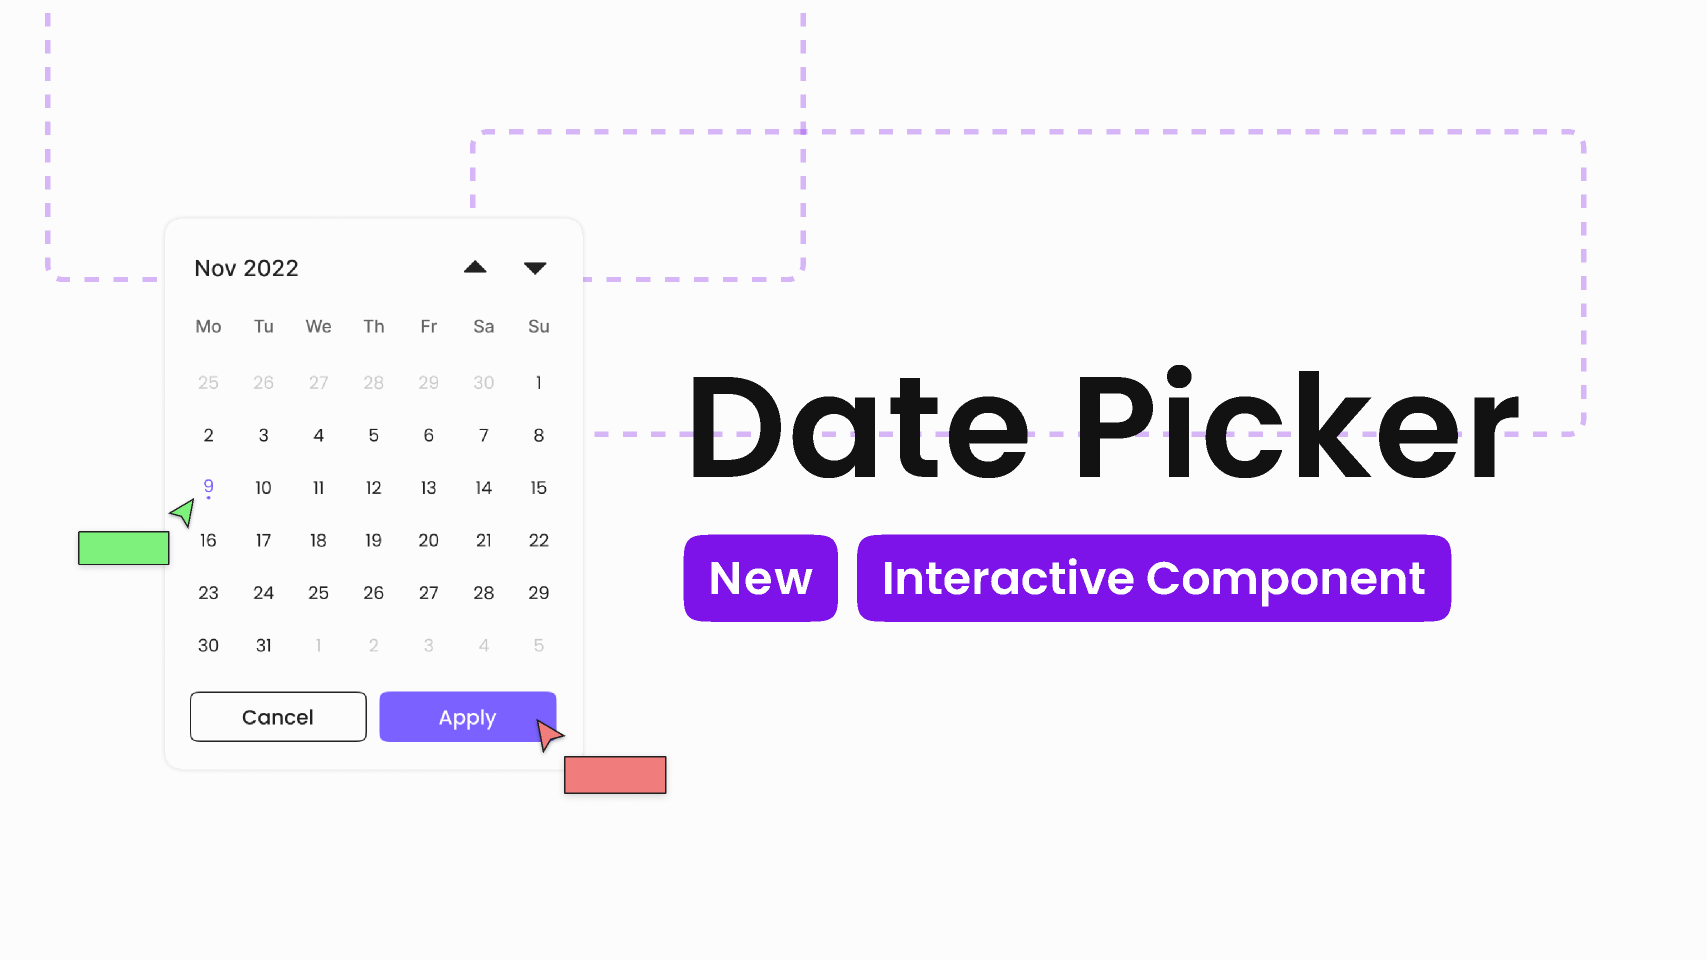 Nov 2022
Mo Tu We Th Fr Sa Su
25 26 27 28 29 30 1
2 3 4 5 6 7 8
9 10 11 12 13 14 15
16 17 18 19 20 21 22
23 24 25 26 27 28 29
30 31 1 2 3 4 5
Cancel Apply
Date Picker
New Interactive Component